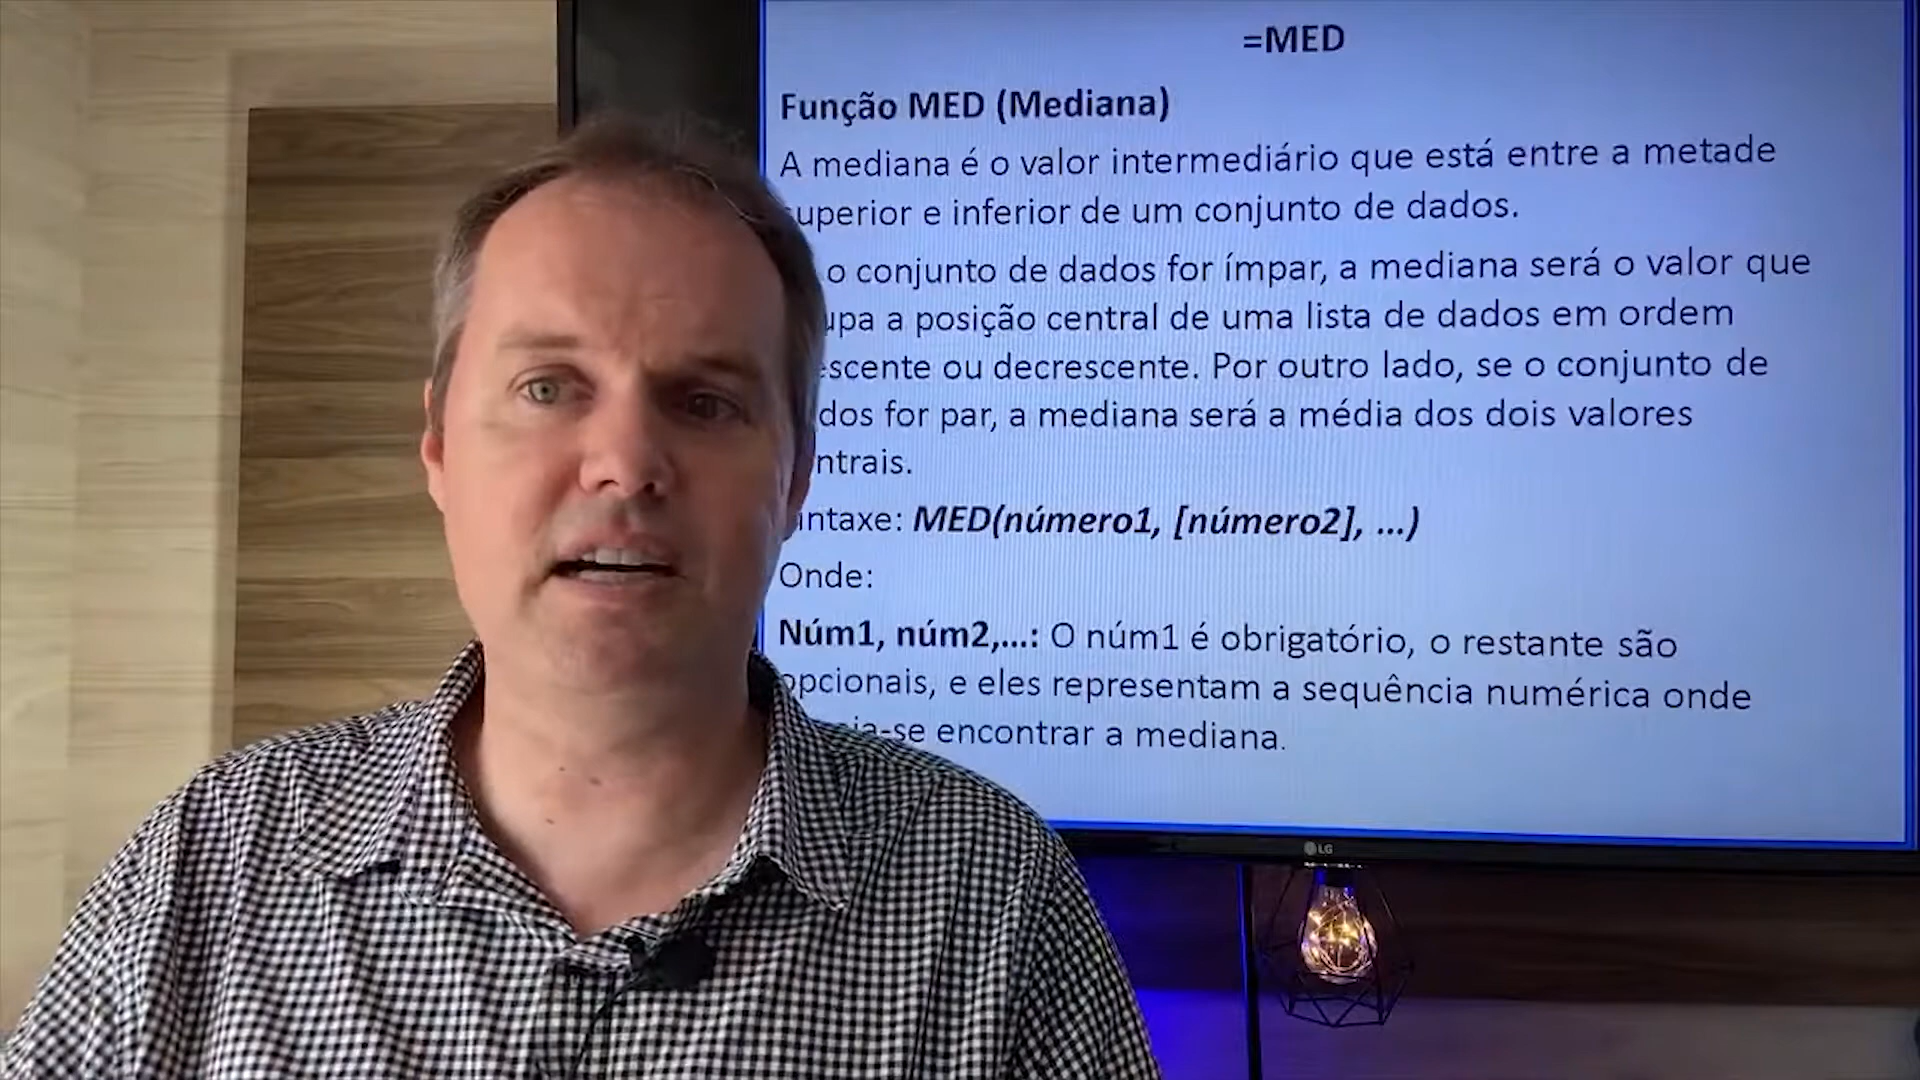 =MED
Função MED (Mediana)
A mediana é o valor intermediário que está entre a metade
uperior e inferior de um conjunto de dados.
o conjunto de dados for ímpar, a mediana será o valor que
upa a posição central de uma lista de dados em ordem
escente ou decrescente. Por outro lado, se o conjunto de
dos for par, a mediana será a média dos dois valores
ntrais.
intaxe: MED(número1, [número2], ...)
Onde:
Núm1, núm2,...: O núm1 é obrigatório, o restante são
opcionais, e eles representam a sequência numérica onde
-se encontrar a mediana.
LG